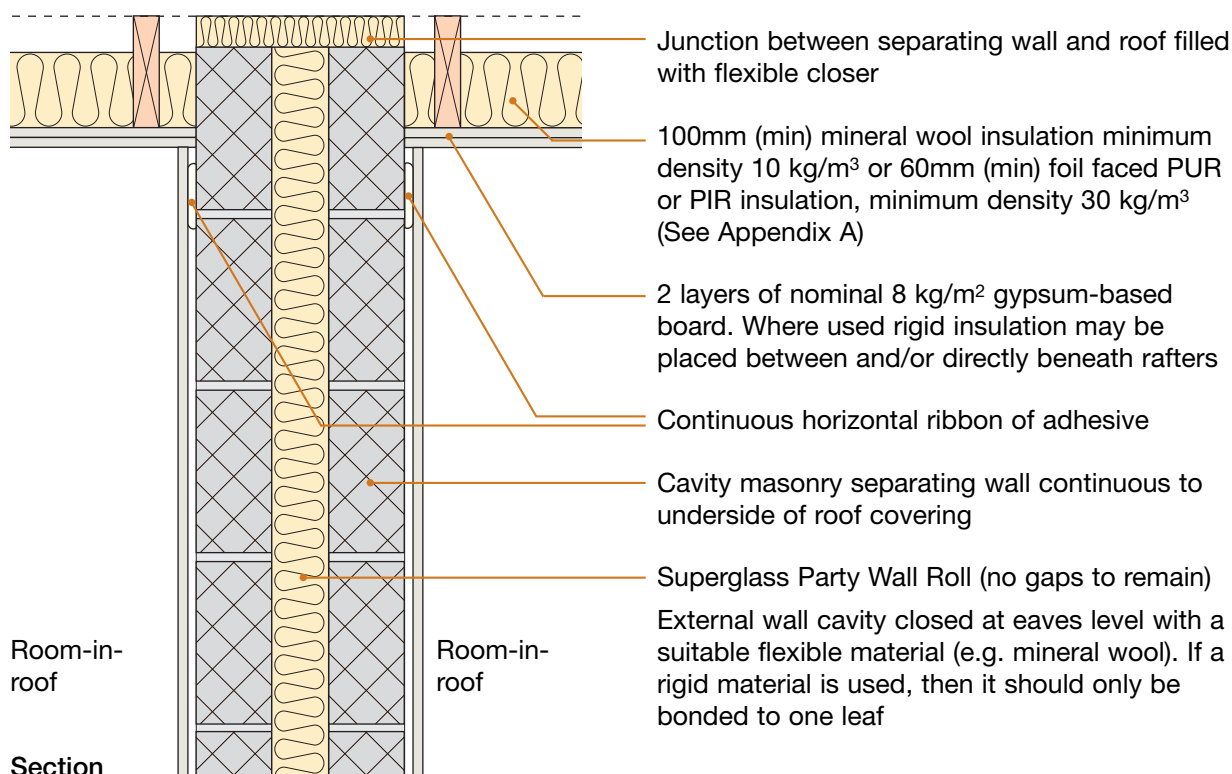 Junction between separating wall and roof filled
with flexible closer
100mm (min) mineral wool insulation minimum
density 10 kg/m³ or 60mm (min) foil faced PUR
or PIR insulation, minimum density 30 kg/m³
(See Appendix A)
2 layers of nominal 8 kg/m² gypsum-based
board. Where used rigid insulation may be
placed between and/or directly beneath rafters
Continuous horizontal ribbon of adhesive
Cavity masonry separating wall continuous to
underside of roof covering
Superglass Party Wall Roll (no gaps to remain)
External wall cavity closed at eaves level with a
suitable flexible material (e.g. mineral wool). If a
rigid material is used, then it should only be
bonded to one leaf
Room-in-
roof
Room-in-
roof
Section